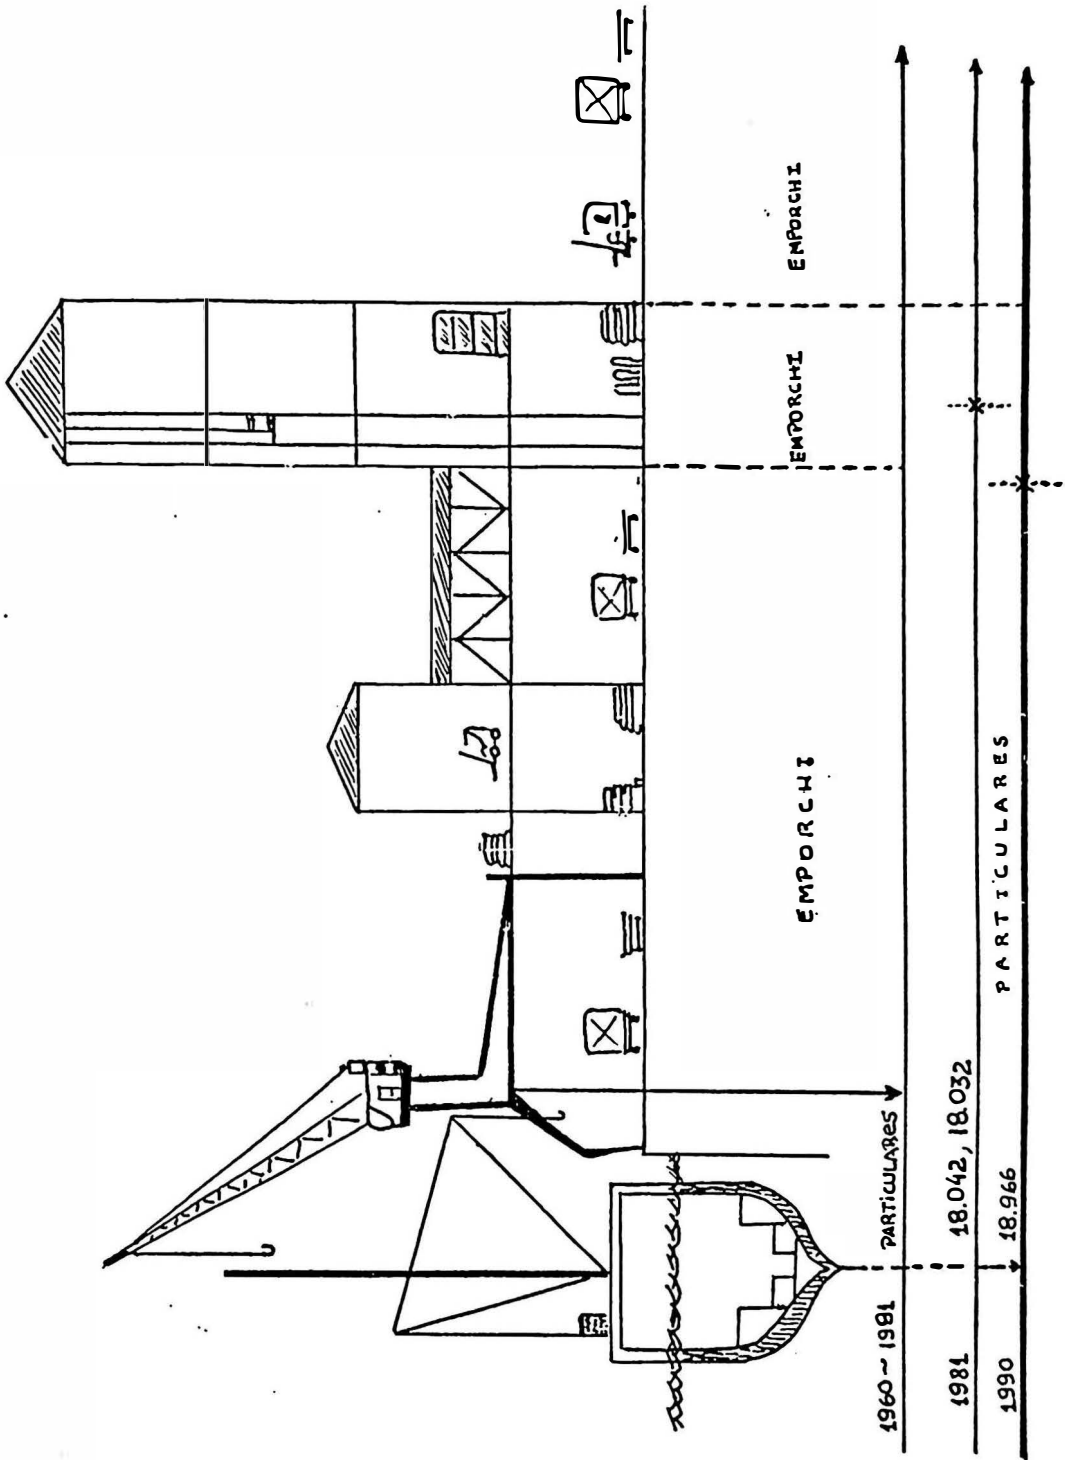 EMPORCHI
EMPORCHI
EMPORCHI
1960~1981 PARTICULARES
1981 18.042, 18.032
1990 18.966 PARTICULARES